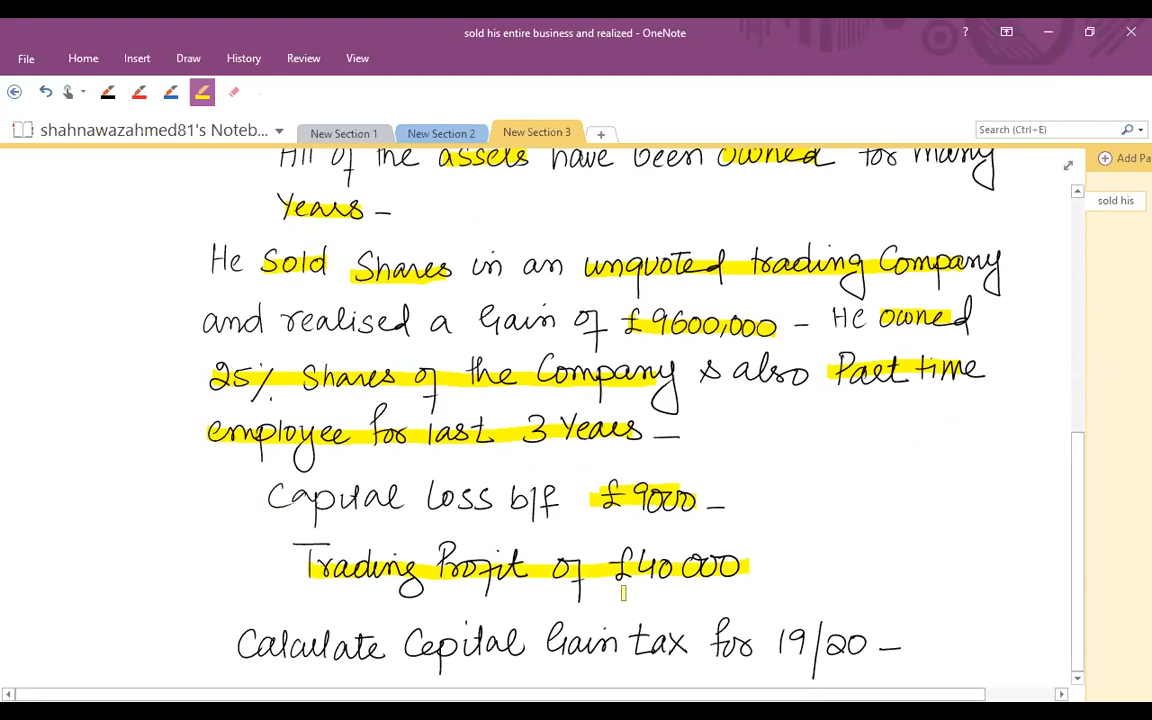 sold his entire business and realized - OneNote
?
File
Home
Insert
Draw
History
Review
View
shahnawazahmed81's Noteb...
New Section 1
New Section 2
New Section 3
+
Search (Ctrl+E)
Add Pa
sold his
All of the assets have been owned for many
Years -
He sold shares in an unquoted trading Company
and realised a Gain of £9600,000 - He owned
25% Shares of the Company & also Part time
employee for last 3 Years -
Capital loss b/f £9000 -
Trading Profit of £40000
Calculate Capital Gain tax for 19/20 -